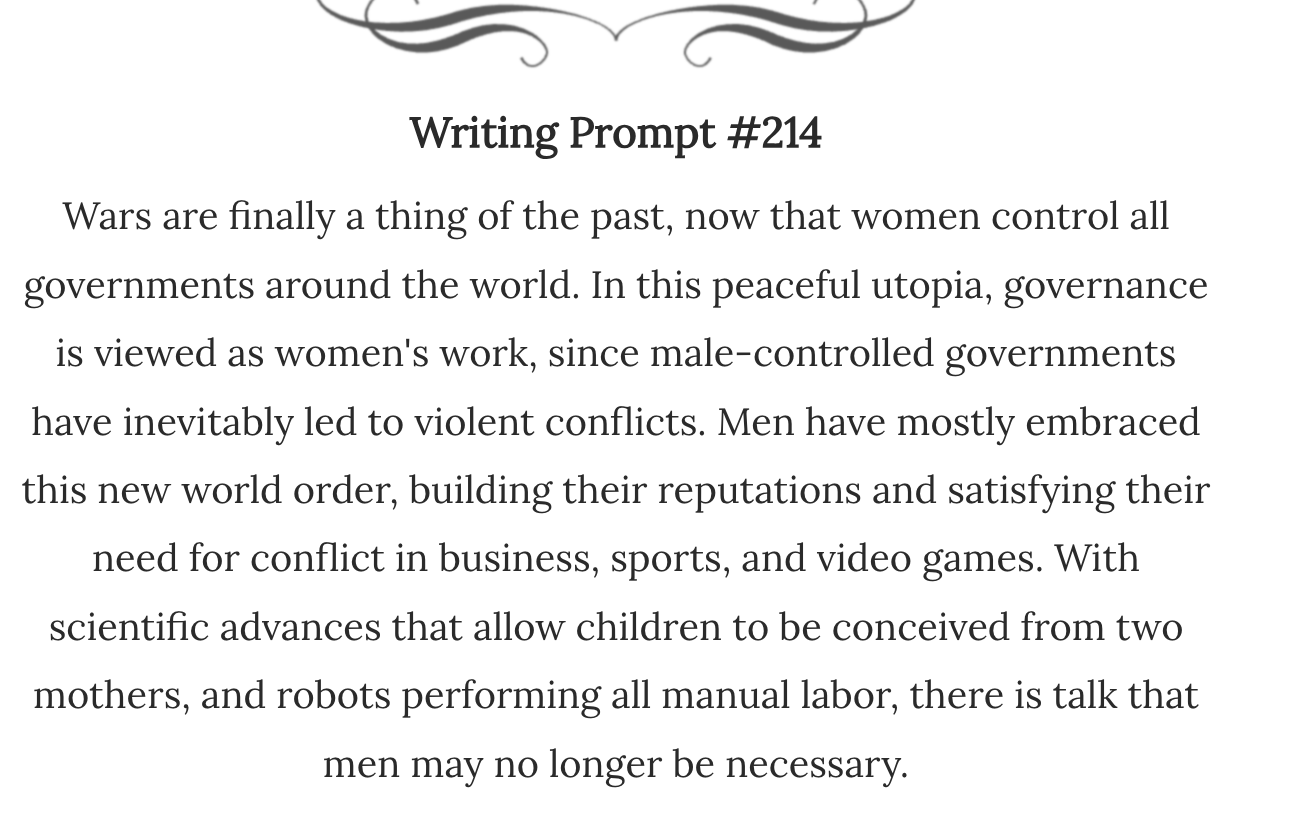 Writing Prompt #214
Wars are finally a thing of the past, now that women control all
governments around the world. In this peaceful utopia, governance
is viewed as women's work, since male-controlled governments
have inevitably led to violent conflicts. Men have mostly embraced
this new world order, building their reputations and satisfying their
need for conflict in business, sports, and video games. With
scientific advances that allow children to be conceived from two
mothers, and robots performing all manual labor, there is talk that
men may no longer be necessary.